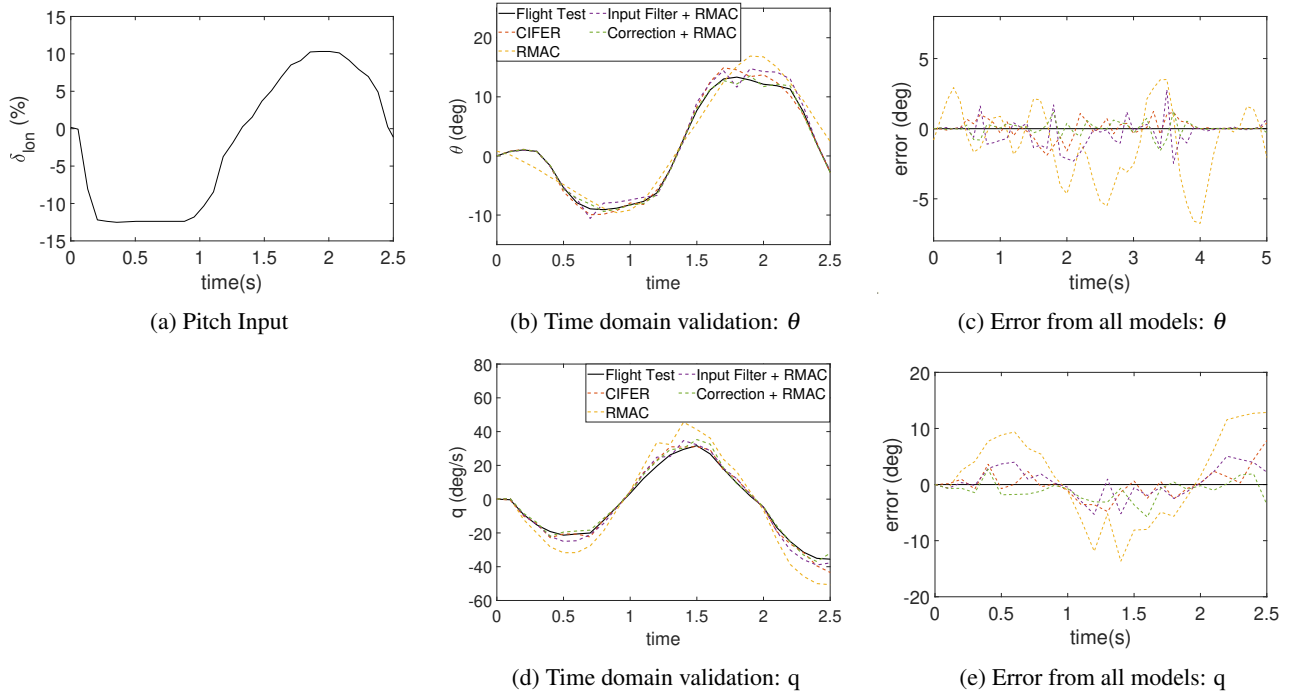 15
10
5
0
-5
-10
-15
δlon (%)
0 0.5 1 1.5 2 2.5
time(s)
(a) Pitch Input
Flight Test
CIFER
RMAC
Input Filter + RMAC
Correction + RMAC
20
10
0
-10
θ (deg)
0 0.5 1 1.5 2 2.5
time
(b) Time domain validation: θ
5
0
-5
error (deg)
0 1 2 3 4 5
time(s)
(c) Error from all models: θ
Flight Test
CIFER
RMAC
Input Filter + RMAC
Correction + RMAC
80
60
40
20
0
-20
-40
-60
q (deg/s)
0 0.5 1 1.5 2 2.5
time
(d) Time domain validation: q
20
10
0
-10
-20
error (deg)
0 0.5 1 1.5 2 2.5
time(s)
(e) Error from all models: q